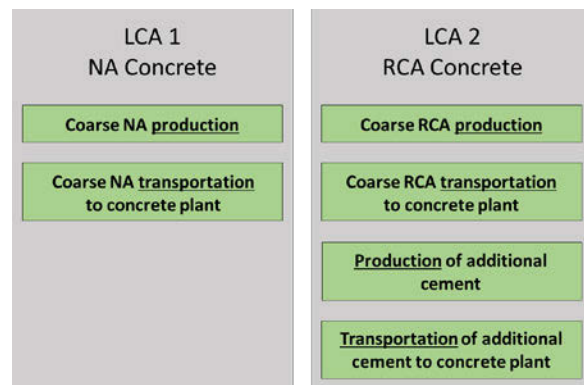 LCA 1
NA Concrete
Coarse NA production
Coarse NA transportation
to concrete plant
LCA 2
RCA Concrete
Coarse RCA production
Coarse RCA transportation
to concrete plant
Production of additional
cement
Transportation of additional
cement to concrete plant